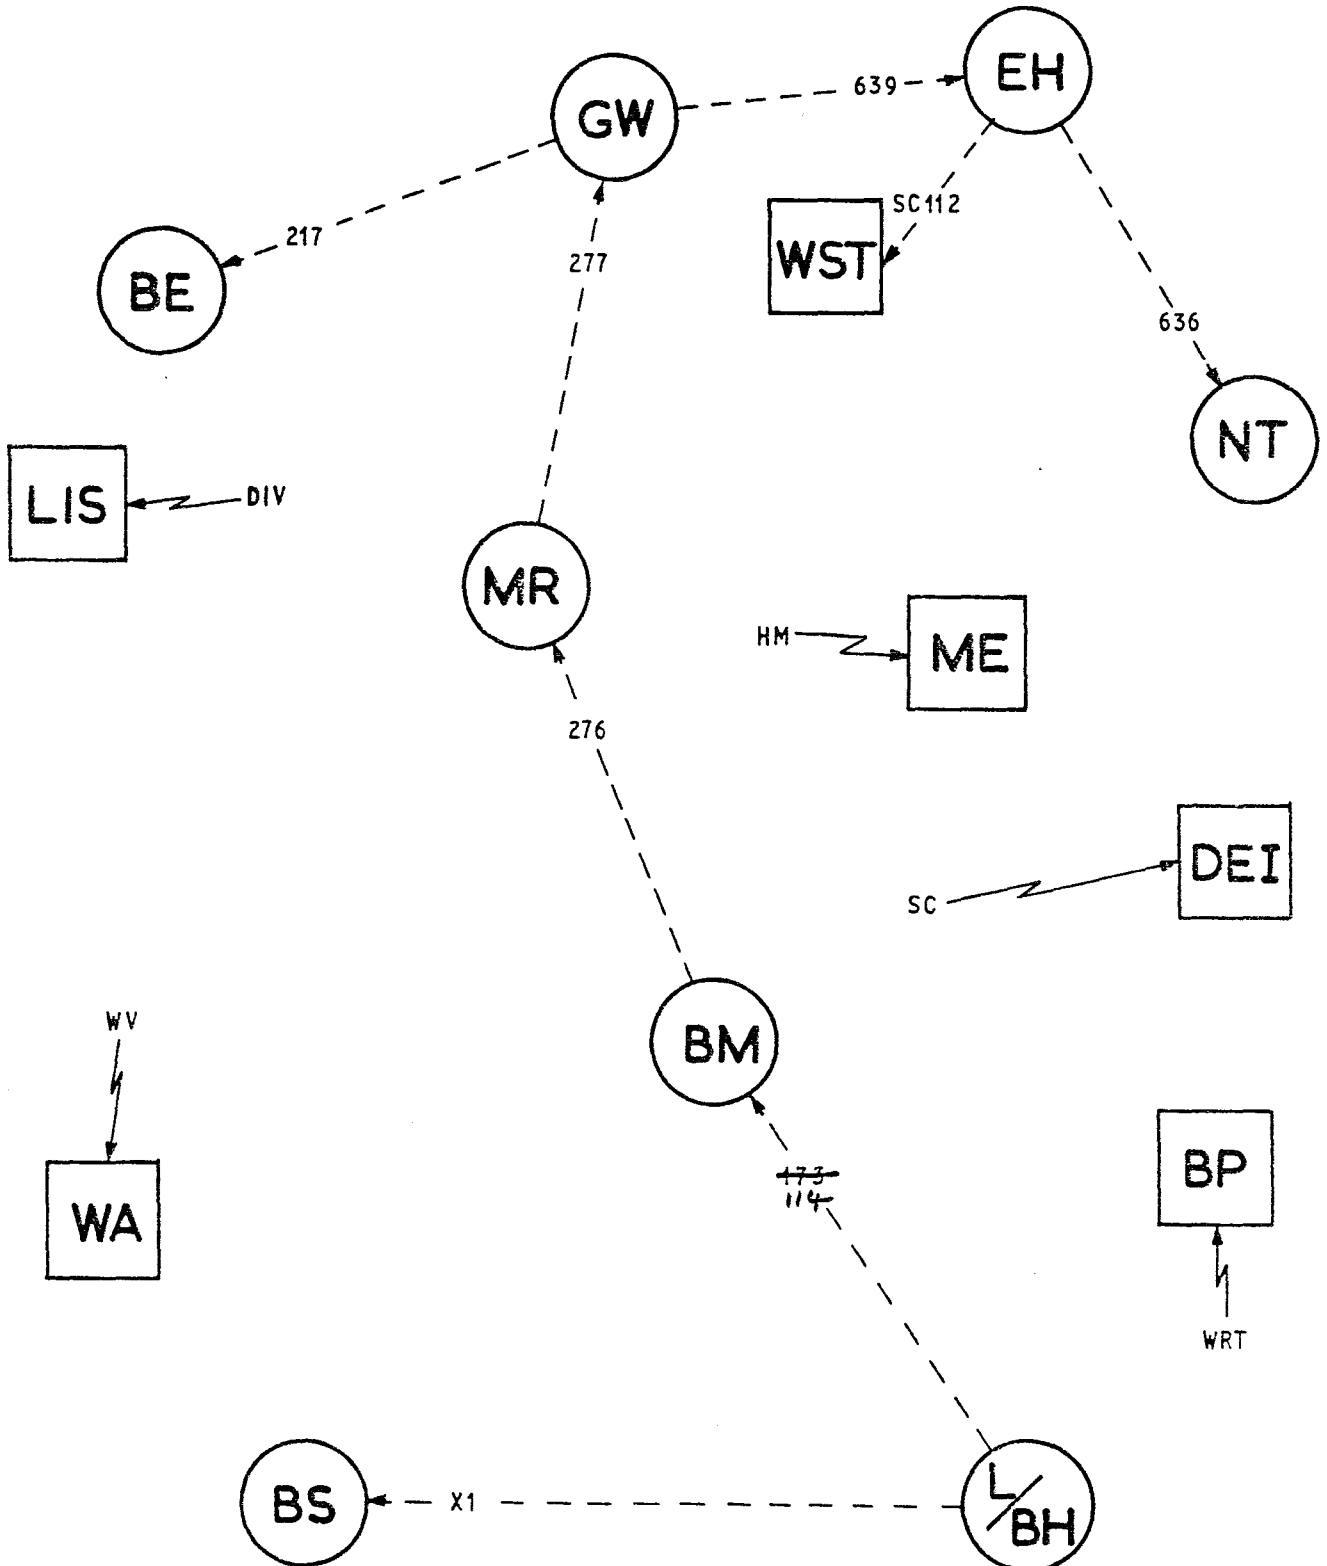 EH
GW
639
SC112
WST
217
277
BE
636
NT
LIS
DIV
MR
HM
ME
276
DEI
SC
WV
BM
BP
173
114
WA
WRT
BS
X1
L/BH